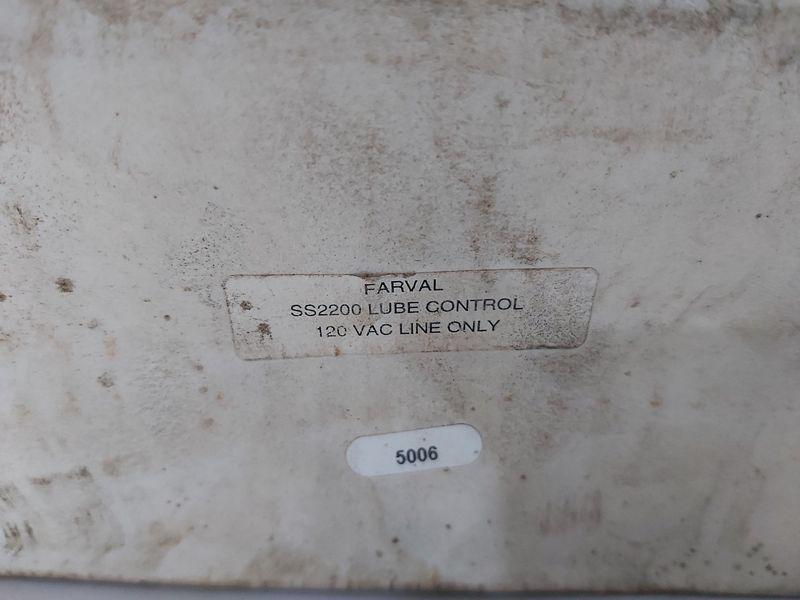 FARVAL
SS2200 LUBE CONTROL
120 VAC LINE ONLY
5006